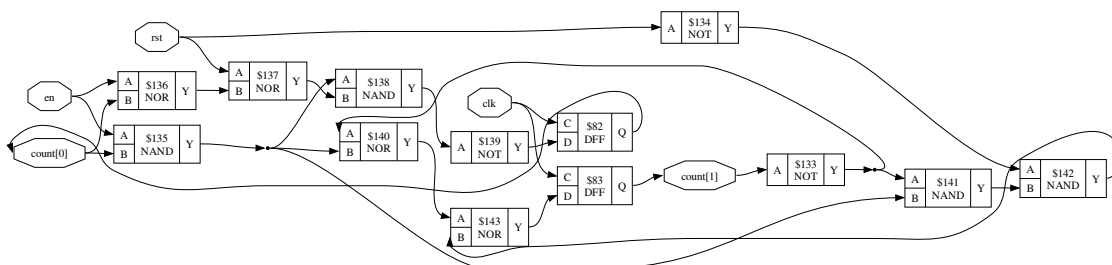 rst
A $134 NOT Y
en
A B $136 NOR Y
A B $137 NOR Y
A B $138 NAND Y
clk
C D $82 DFF Q
count[0]
A B $135 NAND Y
A B $140 NOR Y
A $139 NOT Y
C D $83 DFF Q
count[1]
A $133 NOT Y
A B $141 NAND Y
A B $142 NAND Y
A B $143 NOR Y